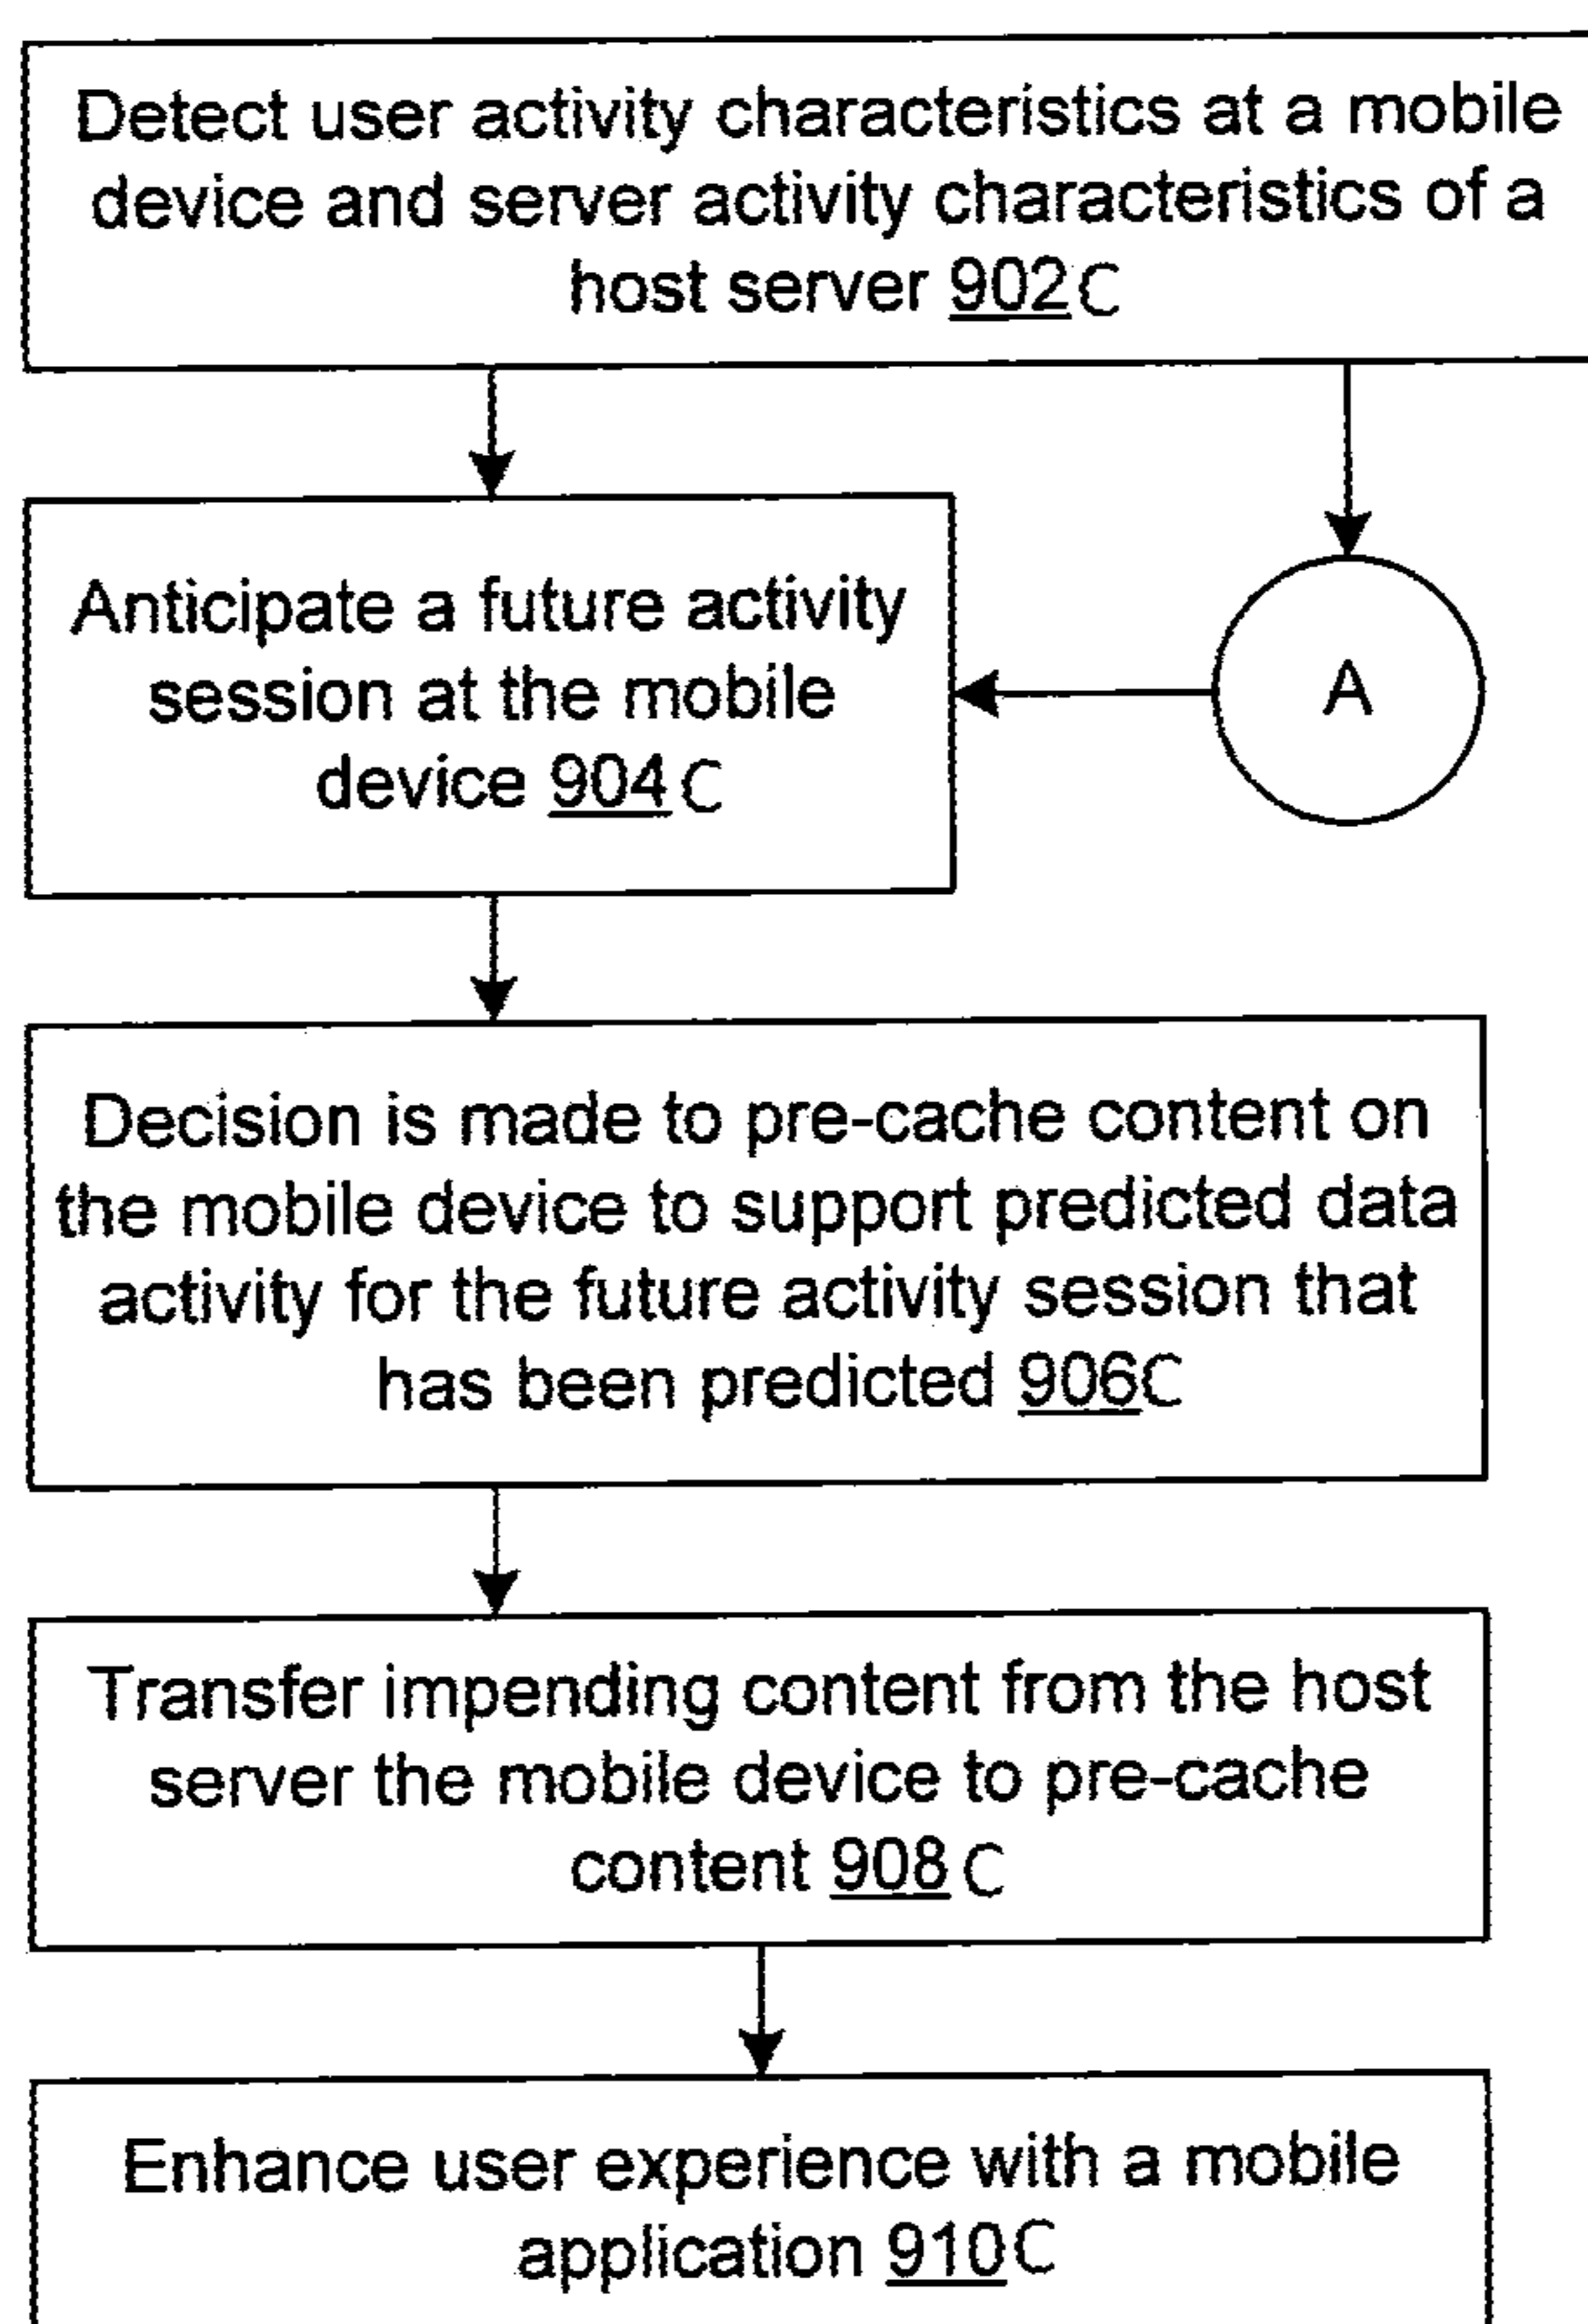 Detect user activity characteristics at a mobile
device and server activity characteristics of a
host server 902C
Anticipate a future activity
session at the mobile
device 904C
A
Decision is made to pre-cache content on
the mobile device to support predicted data
activity for the future activity session that
has been predicted 906C
Transfer impending content from the host
server the mobile device to pre-cache
content 908C
Enhance user experience with a mobile
application 910C